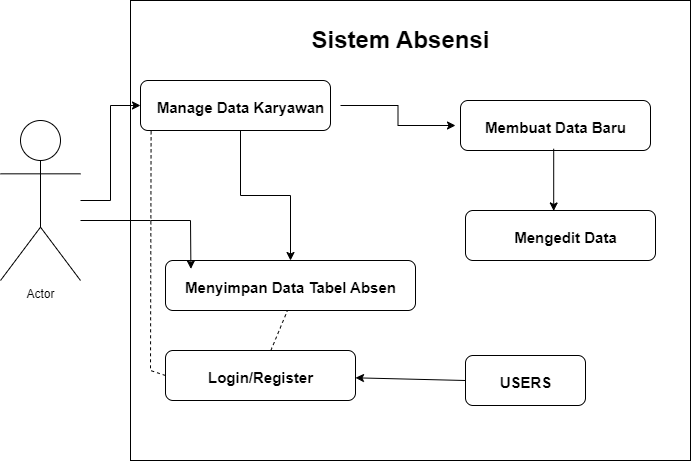 Sistem Absensi
Manage Data Karyawan
Membuat Data Baru
Mengedit Data
Actor
Menyimpan Data Tabel Absen
Login/Register
USERS